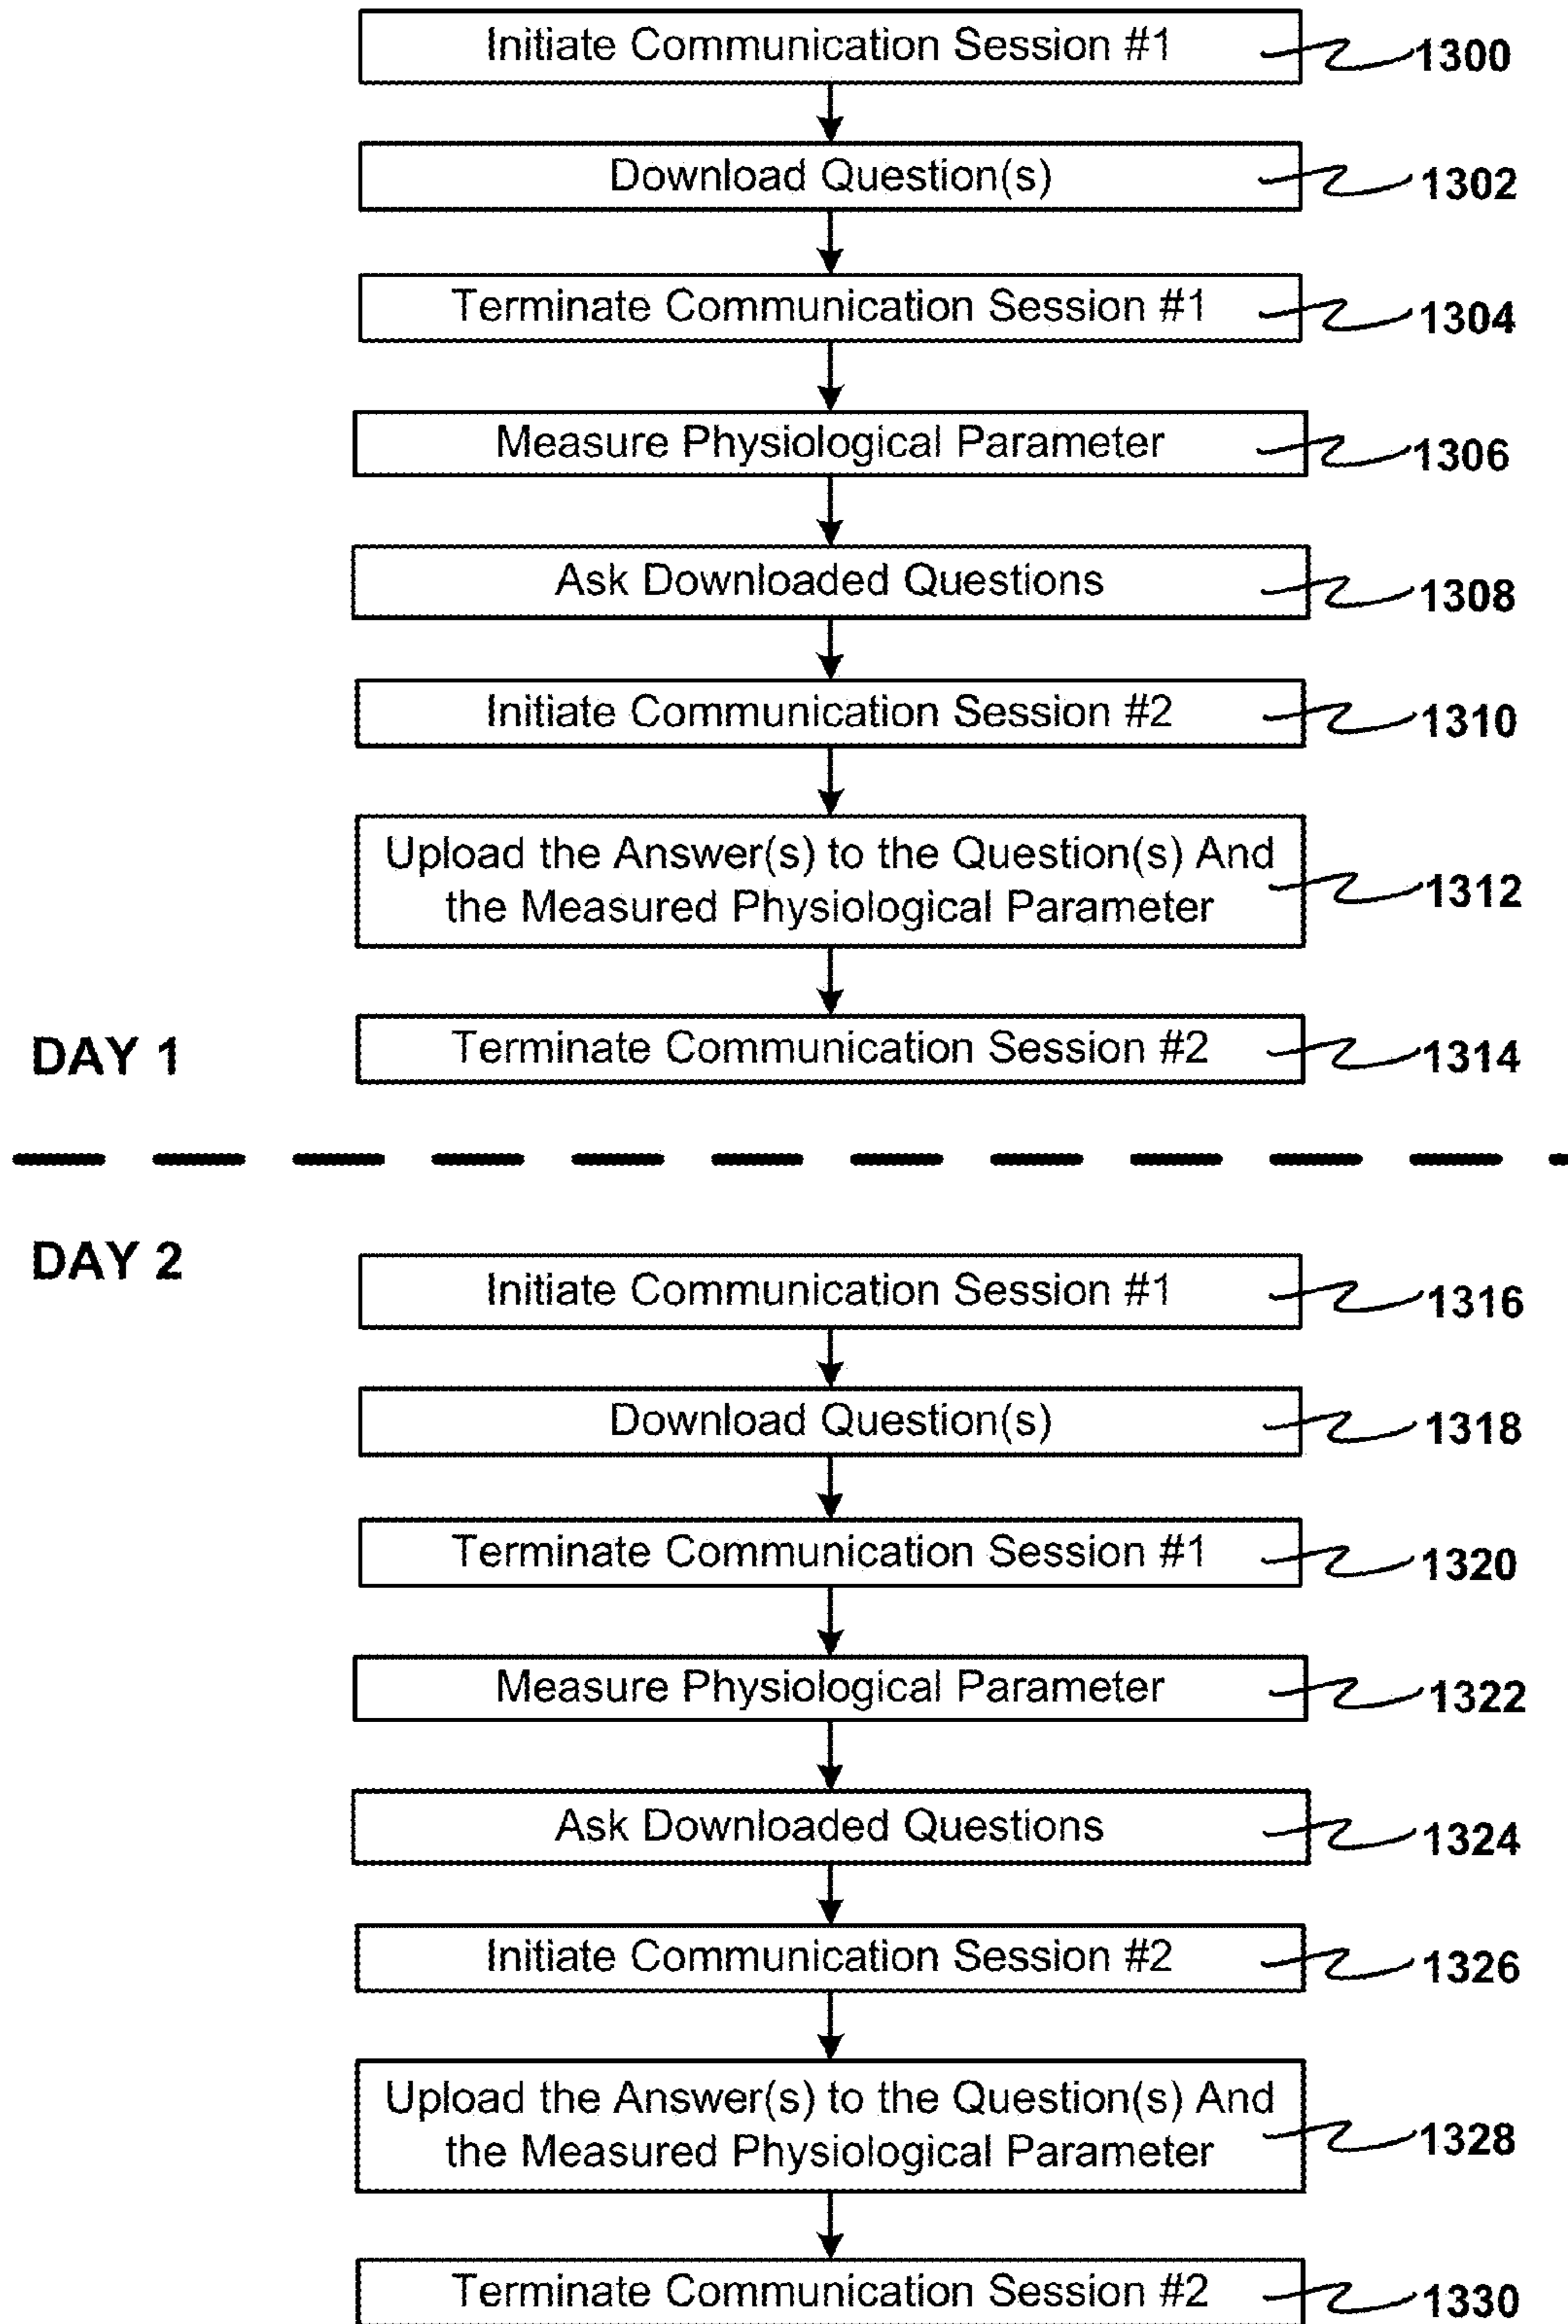 Initiate Communication Session #1
1300
Download Question(s)
1302
Terminate Communication Session #1
1304
Measure Physiological Parameter
1306
Ask Downloaded Questions
1308
Initiate Communication Session #2
1310
Upload the Answer(s) to the Question(s) And
the Measured Physiological Parameter
1312
DAY 1
Terminate Communication Session #2
1314
DAY 2
Initiate Communication Session #1
1316
Download Question(s)
1318
Terminate Communication Session #1
1320
Measure Physiological Parameter
1322
Ask Downloaded Questions
1324
Initiate Communication Session #2
1326
Upload the Answer(s) to the Question(s) And
the Measured Physiological Parameter
1328
Terminate Communication Session #2
1330